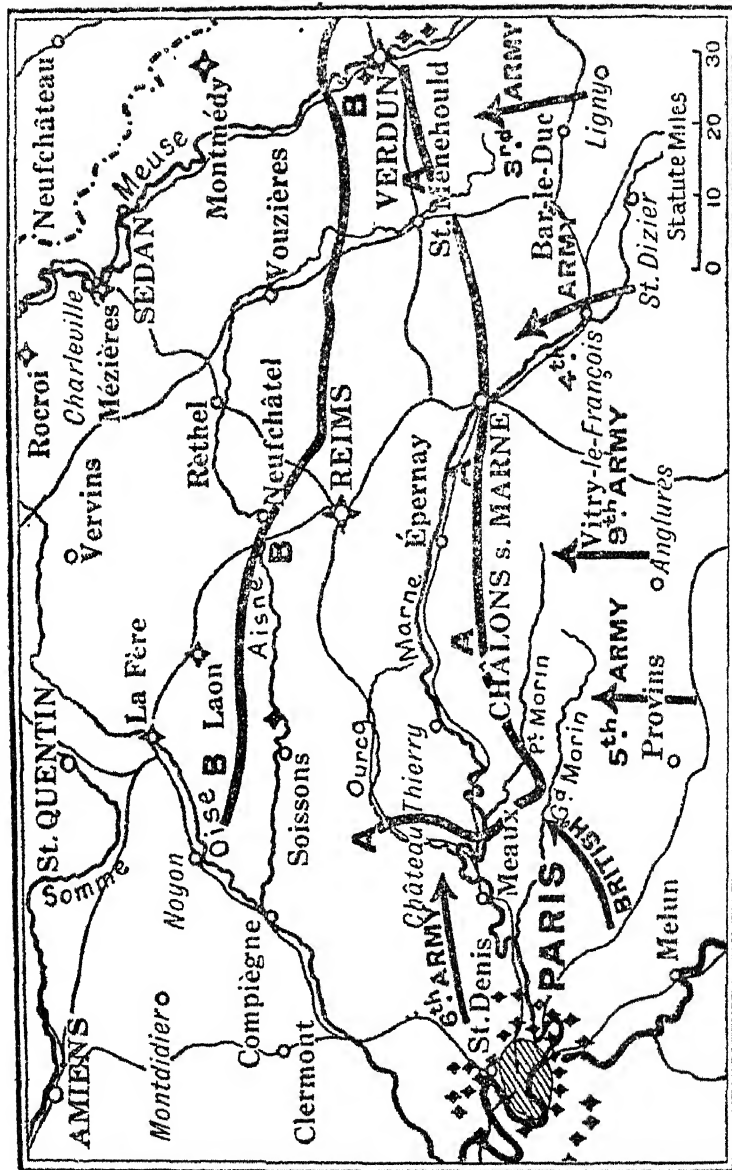 AMIENS
St. QUENTIN
Somme
Montdidier
Noyon
Compiègne
Clermont
Oise
La Fère
Laon
Vervins
Rocroi
Charleville
Mézières
SEDAN
Meuse
Neufchâteau
Montmédy
Rèthel
Vouzières
Neufchâtel
Aisne
B
B
B
Soissons
REIMS
VERDUN
St. Menehould
A
A
A
Ourcq
Château Thierry
Marne
Épernay
CHÂLONS s. MARNE
Meaux
Pt. Morin
Gd. Morin
6th ARMY
St. Denis
PARIS
BRITISH
Melun
5th ARMY
Provins
9th ARMY
Anglures
Vitry-le-François
4th ARMY
St. Dizier
Bar-le-Duc
3rd ARMY
Ligny
0 10 20 30
Statute Miles